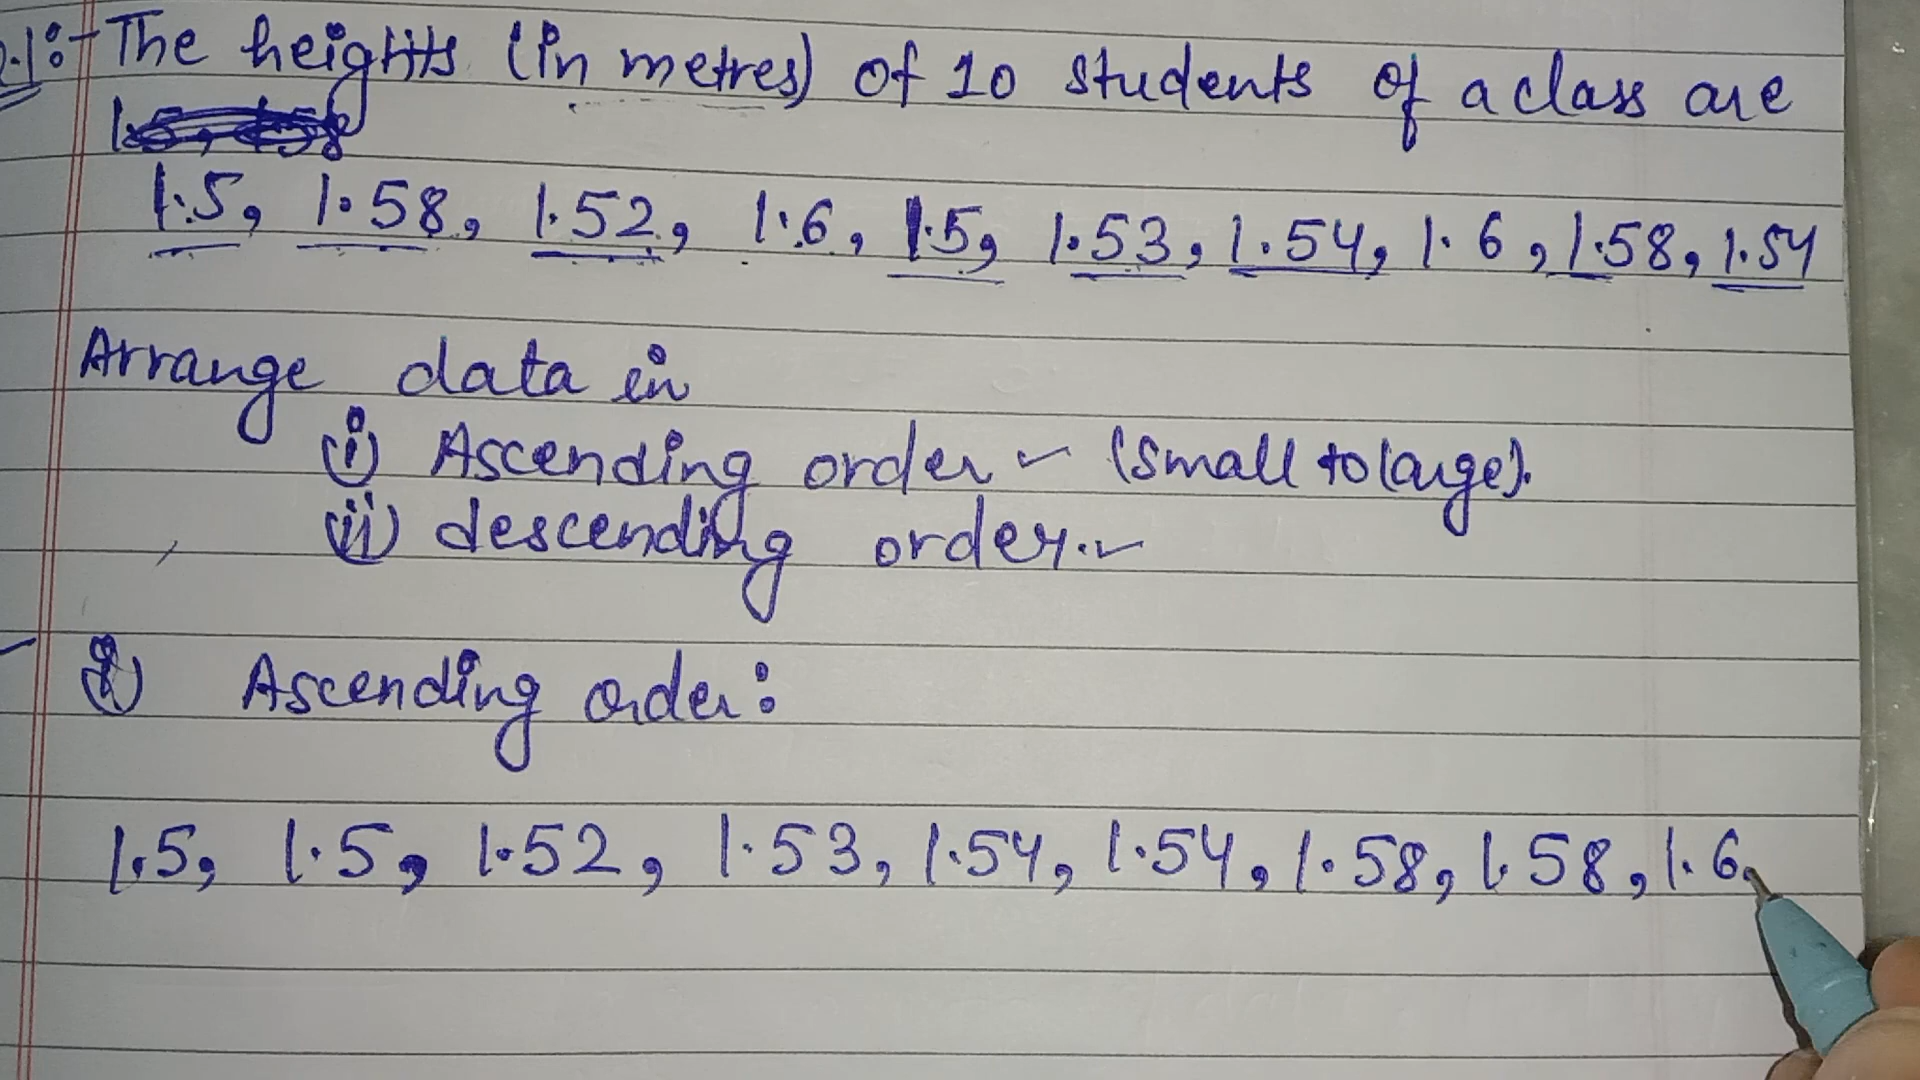 Q.1:- The heights (in metres) of 10 students of a class are
1.5, 1.58, 1.52, 1.6, 1.5, 1.53, 1.54, 1.6, 1.58, 1.54
Arrange data in
(i) Ascending order ✓ (small to large).
(ii) descending order. ✓
(i) Ascending order:
1.5, 1.5, 1.52, 1.53, 1.54, 1.54, 1.58, 1.58, 1.6,